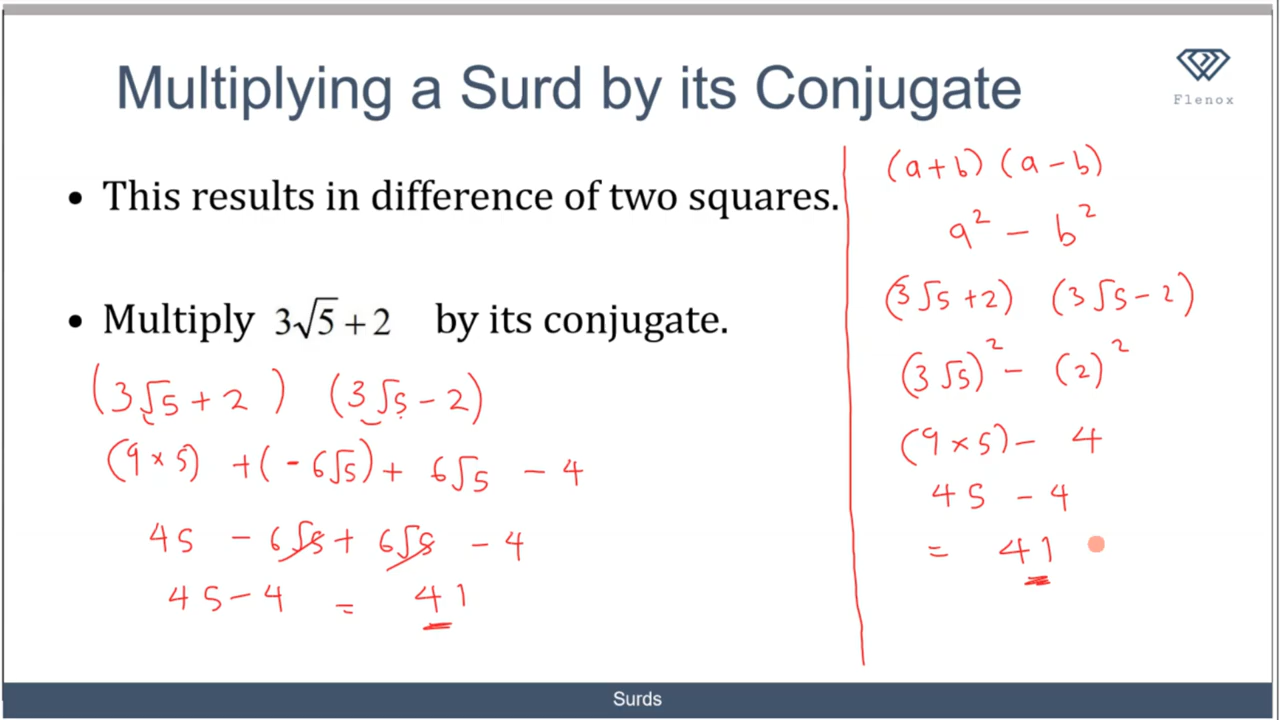 Multiplying a Surd by its Conjugate
Flenox
• This results in difference of two squares.
• Multiply 3√5 + 2 by its conjugate.
(3√5 + 2) (3√5 - 2)
(9 × 5) + (-6√5) + 6√5 - 4
45 - 6√5 + 6√5 - 4
45 - 4 = 41
(a + b) (a - b)
a² - b²
(3√5 + 2) (3√5 - 2)
(3√5)² - (2)²
(9 × 5) - 4
45 - 4
= 41
Surds